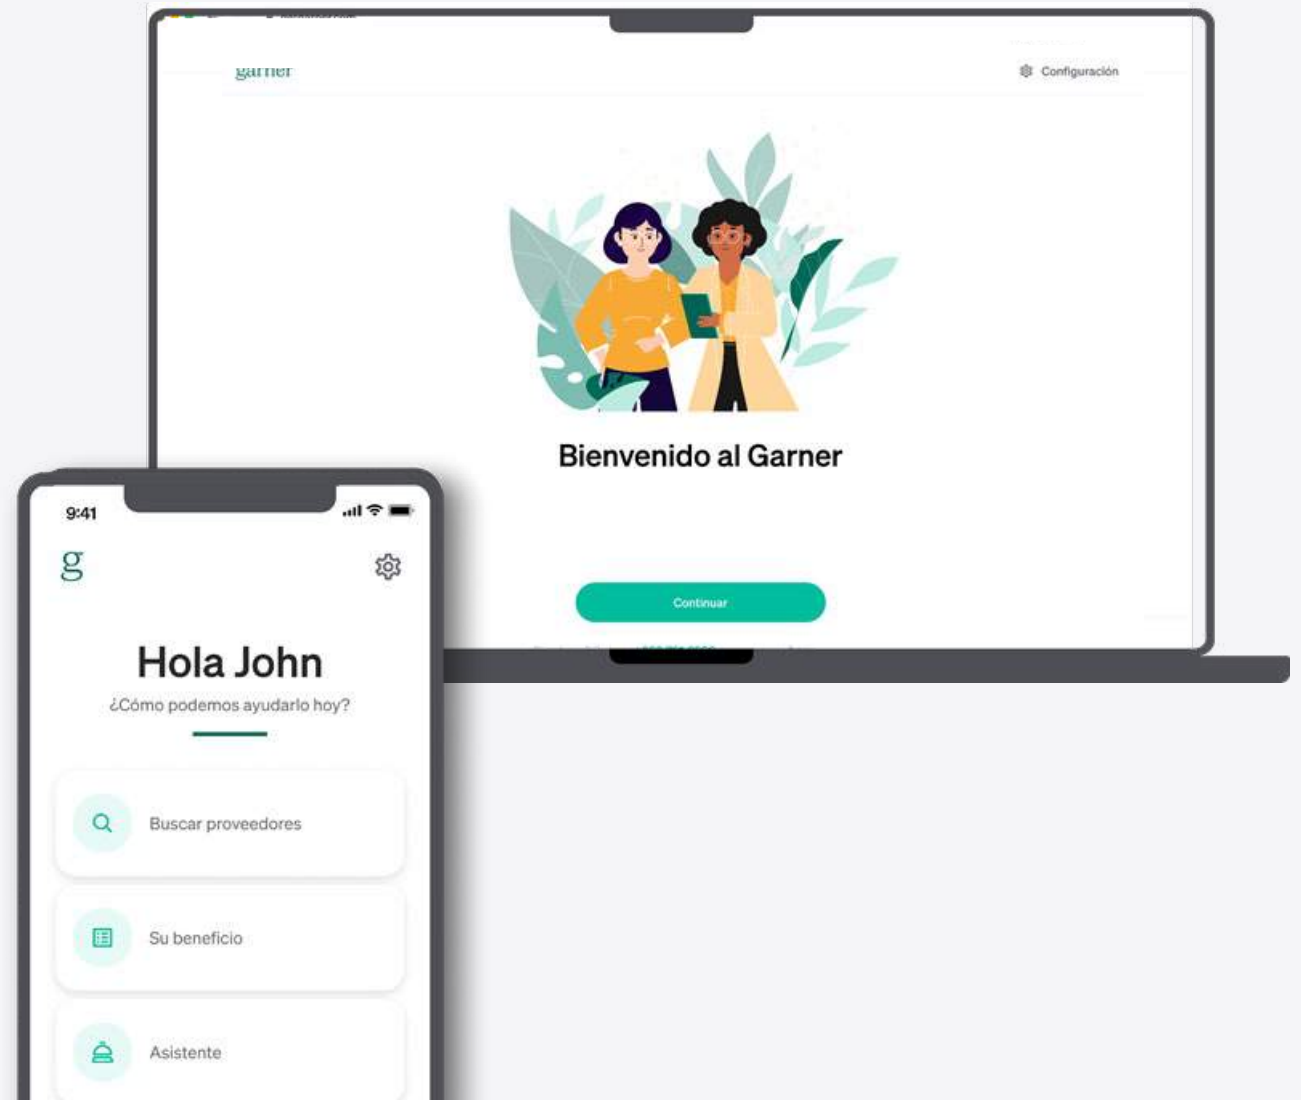 garner
Configuración
Bienvenido al Garner
Continuar
9:41
g
Hola John
¿Cómo podemos ayudarlo hoy?
Buscar proveedores
Su beneficio
Asistente